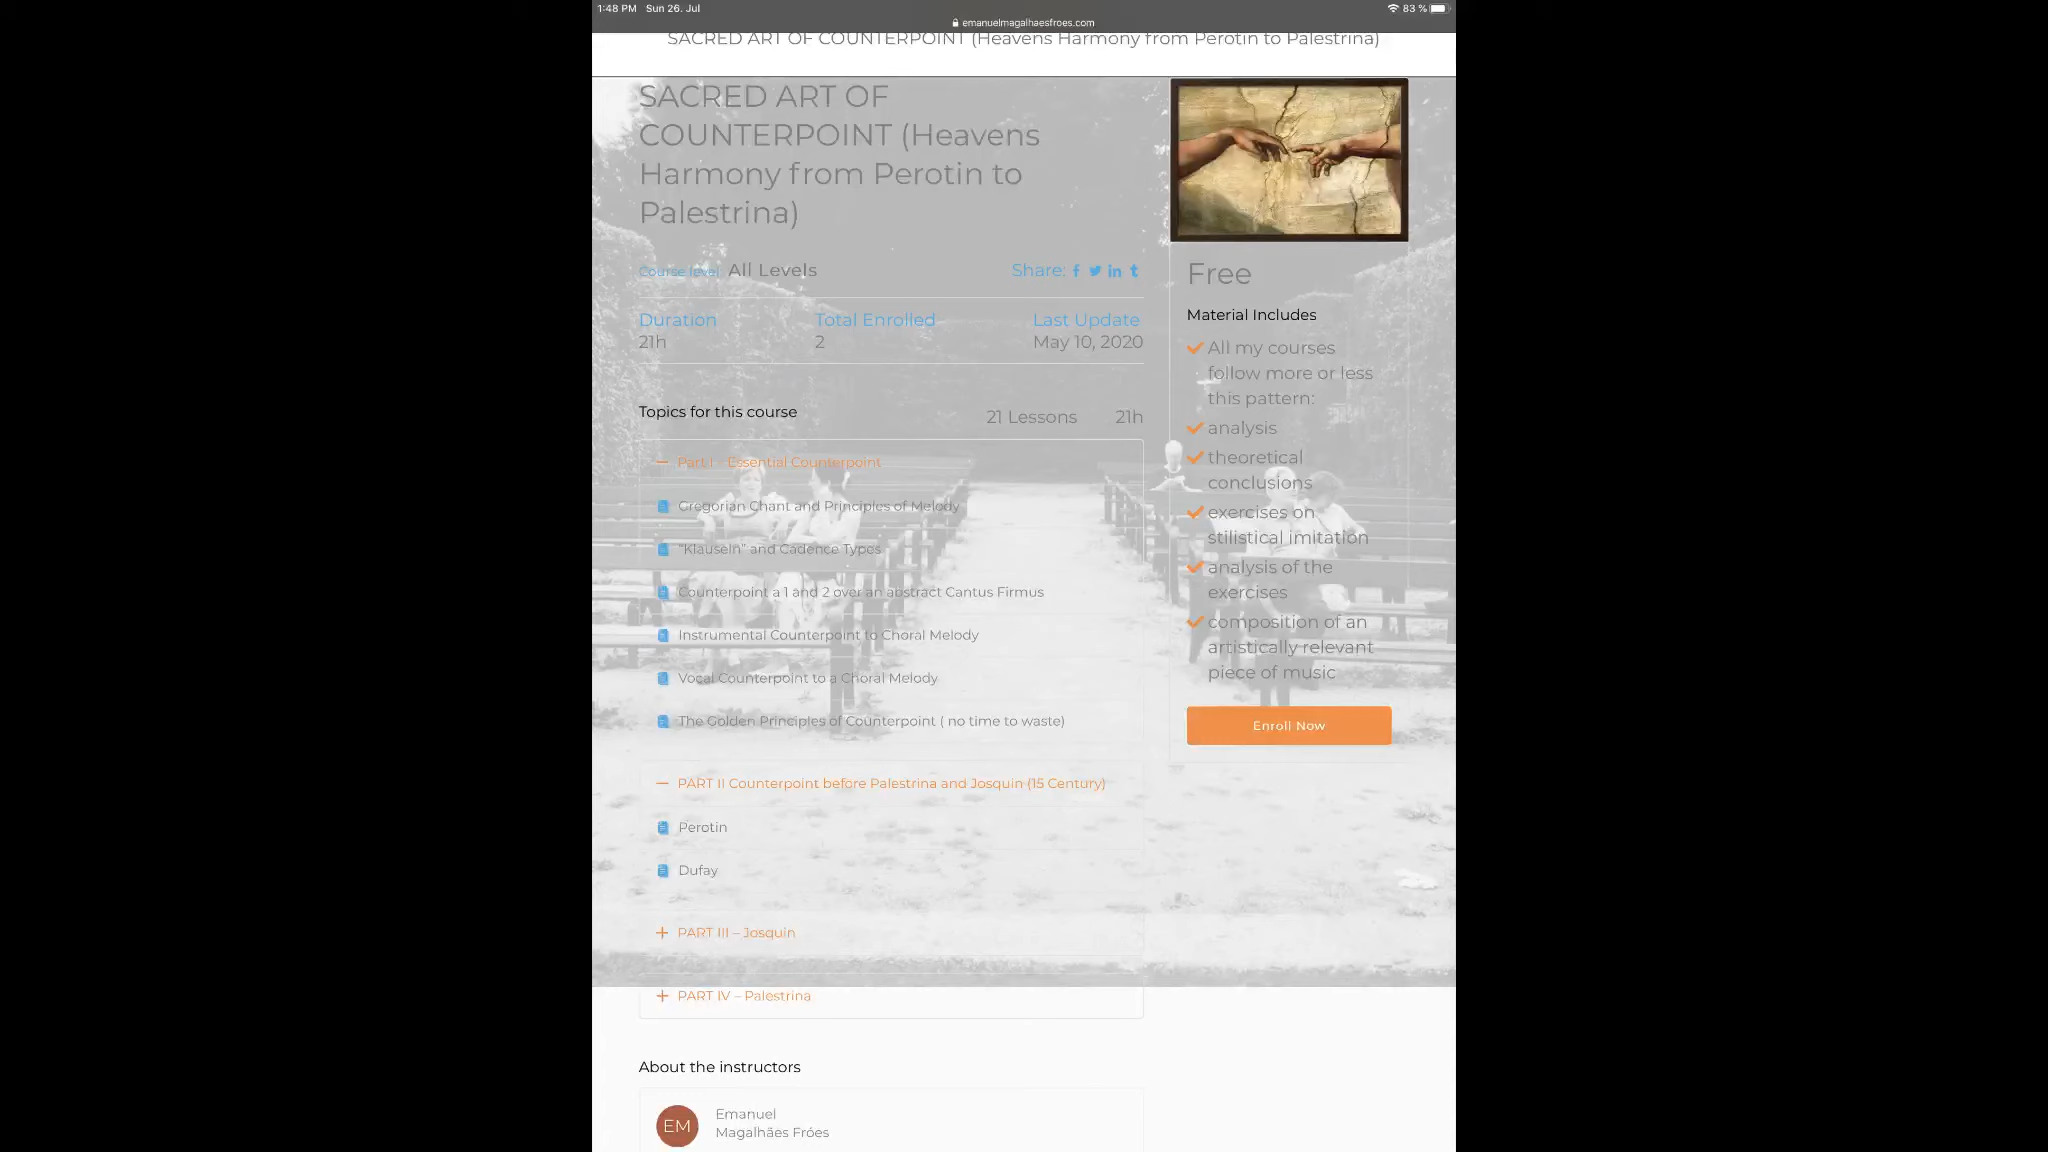 1:48 PM Sun 26. Jul
83 %
emanuelmagalhaesfroes.com
SACRED ART OF COUNTERPOINT (Heavens Harmony from Perotin to Palestrina)
SACRED ART OF
COUNTERPOINT (Heavens
Harmony from Perotin to
Palestrina)
Course level All Levels
Share:
Duration
21h
Total Enrolled
2
Last Update
May 10, 2020
Topics for this course
21 Lessons 21h
Part I - Essential Counterpoint
Gregorian Chant and Principles of Melody
"Klauseln" and Cadence Types
Counterpoint a 1 and 2 over an abstract Cantus Firmus
Instrumental Counterpoint to Choral Melody
Vocal Counterpoint to a Choral Melody
The Golden Principles of Counterpoint ( no time to waste)
PART II Counterpoint before Palestrina and Josquin (15 Century)
Perotin
Dufay
PART III – Josquin
PART IV – Palestrina
About the instructors
EM
Emanuel
Magalhães Fróes
Free
Material Includes
All my courses
follow more or less
this pattern:
analysis
theoretical
conclusions
exercises on
stilistical imitation
analysis of the
exercises
composition of an
artistically relevant
piece of music
Enroll Now